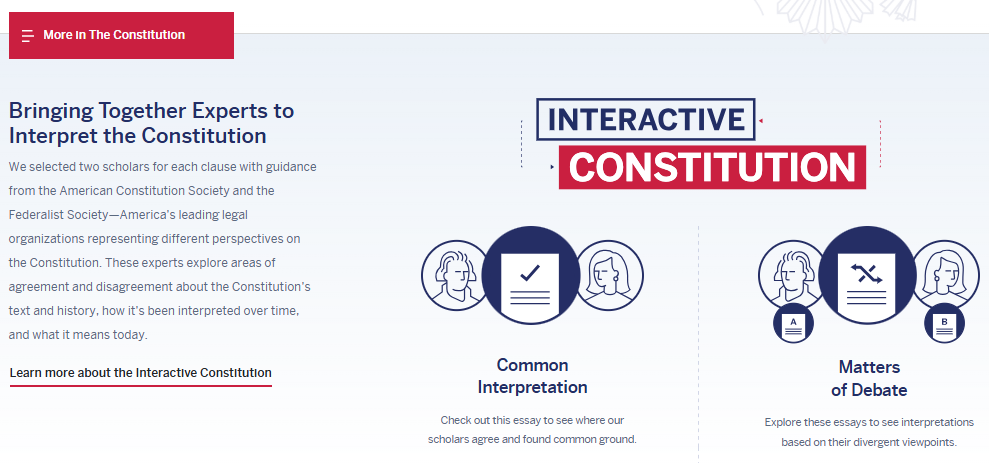 More in The Constitution
Bringing Together Experts to
Interpret the Constitution
We selected two scholars for each clause with guidance
from the American Constitution Society and the
Federalist Society—America's leading legal
organizations representing different perspectives on
the Constitution. These experts explore areas of
agreement and disagreement about the Constitution's
text and history, how it's been interpreted over time,
and what it means today.
Learn more about the Interactive Constitution
INTERACTIVE
CONSTITUTION
Common
Interpretation
Check out this essay to see where our
scholars agree and found common ground.
A
B
Matters
of Debate
Explore these essays to see interpretations
based on their divergent viewpoints.